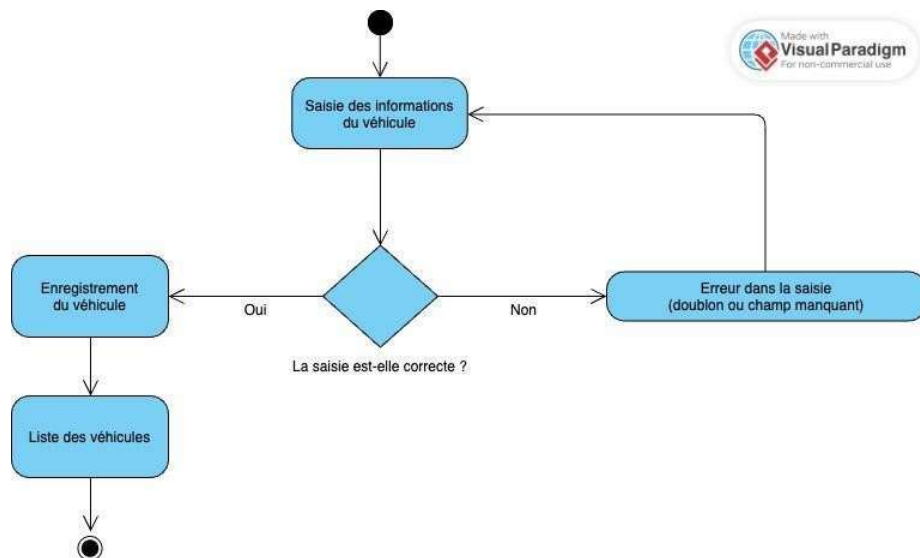 Made with
Visual Paradigm
For non-commercial use
Saisie des informations
du véhicule
Enregistrement
du véhicule
Oui
Non
Erreur dans la saisie
(doublon ou champ manquant)
La saisie est-elle correcte ?
Liste des véhicules